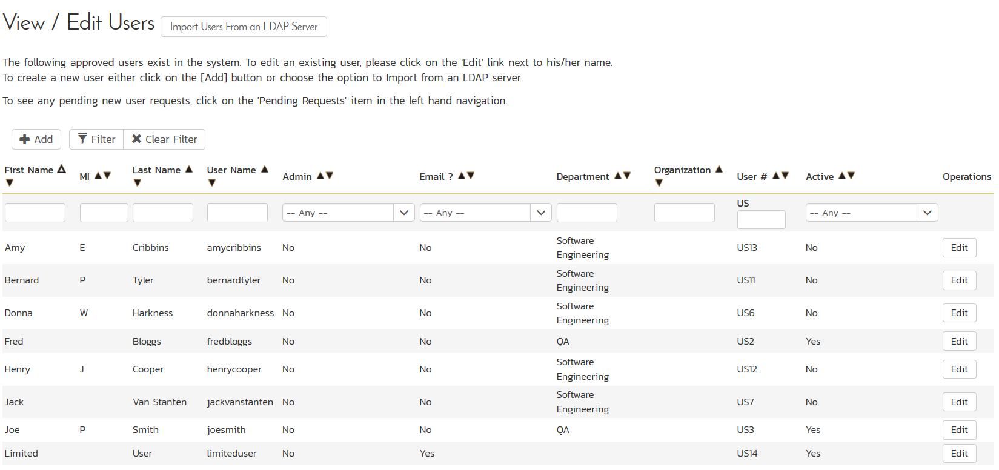 View / Edit Users Import Users From an LDAP Server
The following approved users exist in the system. To edit an existing user, please click on the 'Edit' link next to his/her name.
To create a new user either click on the [Add] button or choose the option to Import from an LDAP server.
To see any pending new user requests, click on the 'Pending Requests' item in the left hand navigation.
Add Filter Clear Filter
First Name MI Last Name User Name Admin Email ? Department Organization User # Active Operations
-- Any -- -- Any -- US -- Any --
Amy E Cribbins amycribbins No No Software Engineering US13 No Edit
Bernard P Tyler bernardtyler No No Software Engineering US11 No Edit
Donna W Harkness donnaharkness No No Software Engineering US6 No Edit
Fred Bloggs fredbloggs No No QA US2 Yes Edit
Henry J Cooper henrycooper No No Software Engineering US12 No Edit
Jack Van Stanten jackvanstanten No No Software Engineering US7 No Edit
Joe P Smith joesmith No No QA US3 Yes Edit
Limited User limiteduser No Yes US14 Yes Edit